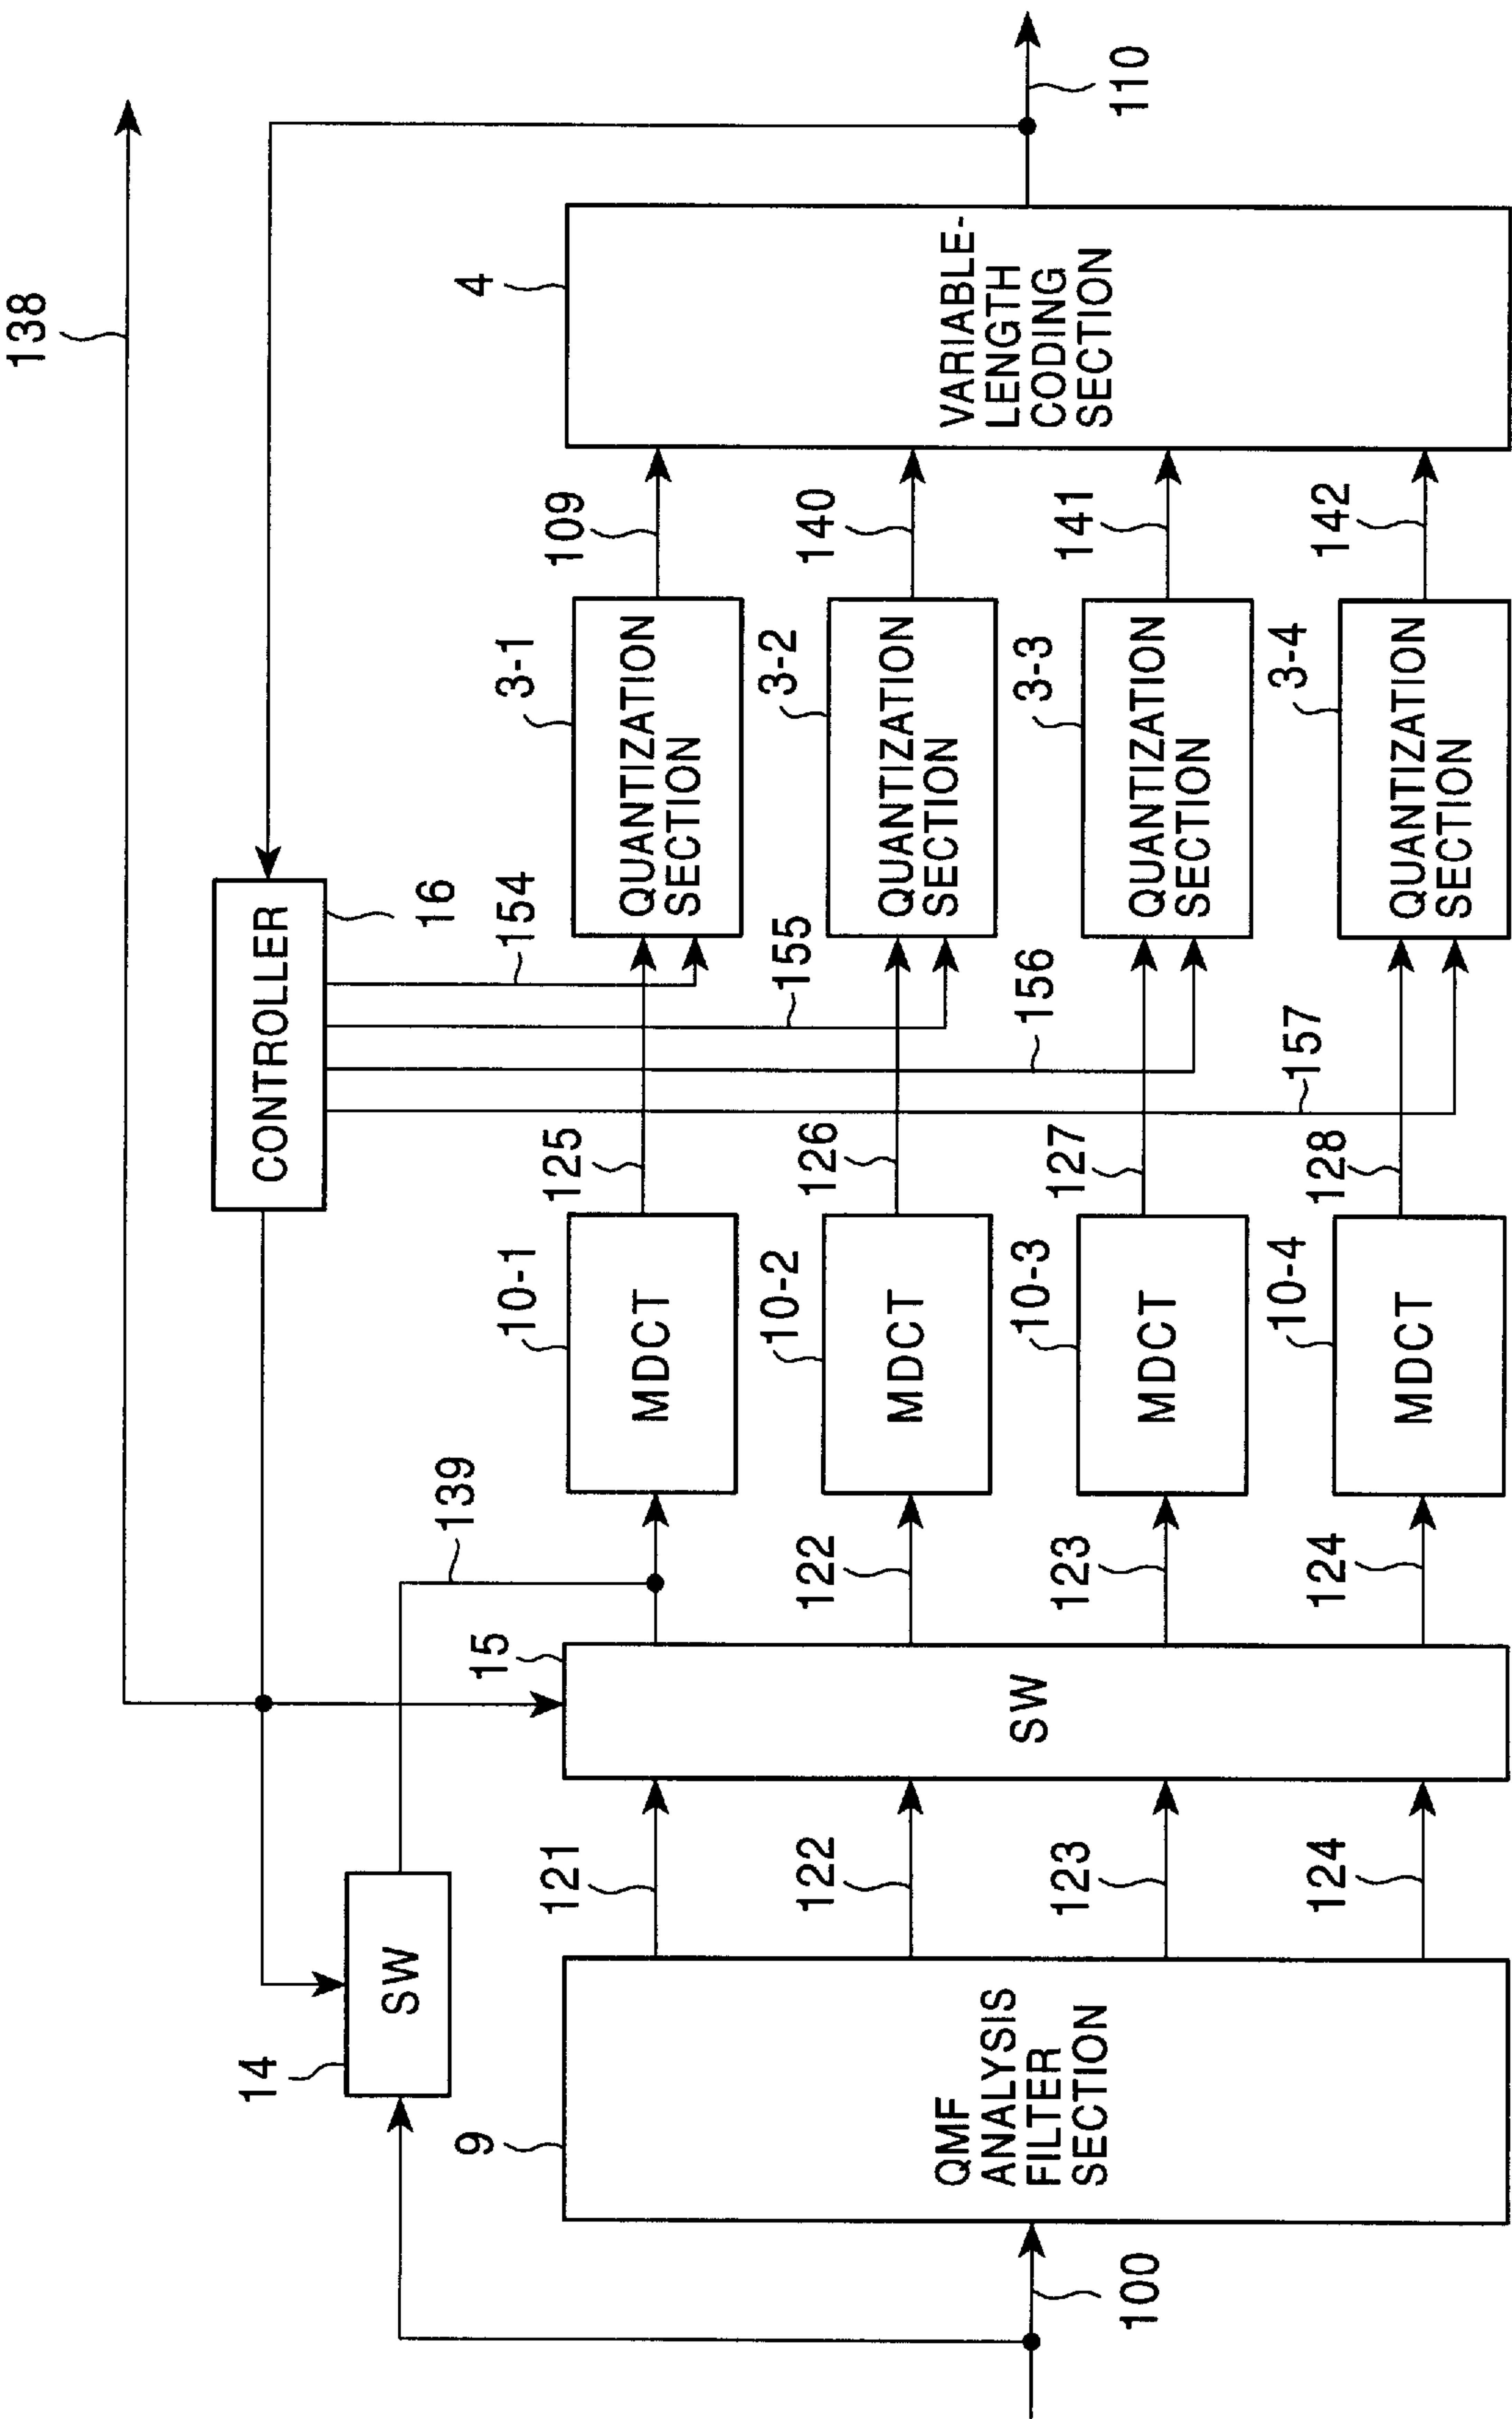 138
CONTROLLER
16
14
SW
139
154
155
156
157
110
100
9
QMF
ANALYSIS
FILTER
SECTION
121
122
123
124
15
SW
122
123
124
10-1
MDCT
125
3-1
QUANTIZATION
SECTION
109
10-2
MDCT
126
3-2
QUANTIZATION
SECTION
140
10-3
MDCT
127
3-3
QUANTIZATION
SECTION
141
10-4
MDCT
128
3-4
QUANTIZATION
SECTION
142
4
VARIABLE-
LENGTH
CODING
SECTION